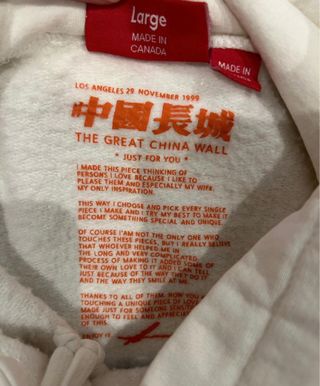 Large
MADE IN
CANADA
MADE IN
LOS ANGELES 29 NOVEMBER 1999
中國長城
THE GREAT CHINA WALL
* JUST FOR YOU *
I MADE THIS PIECE THINKING OF
PERSONS I LOVE BECAUSE I LIKE TO
PLEASE THEM AND ESPECIALLY MY WIFE,
MY ONLY INSPIRATION.
THIS WAY I CHOOSE AND PICK EVERY SINGLE
PIECE I MAKE AND I TRY MY BEST TO MAKE IT
BECOME SOMETHING SPECIAL AND UNIQUE.
OF COURSE I'AM NOT THE ONLY ONE WHO
TOUCHES THESE PIECES, BUT I REALLY BELIEVE
THAT WHOEVER HELPED ME IN
THE LONG AND VERY COMPLICATED
PROCESS OF MAKING IT ADDED SOME OF
THEIR OWN LOVE TO IT AND I CAN TELL
JUST BECAUSE OF THE WAY THEY DO IT
AND THE WAY THEY SMILE AT ME.
THANKS TO ALL OF THEM. NOW YOU
TOUCHING A UNIQUE PIECE OF LOVE
MADE JUST FOR SOMEONE SENSI
ENOUGH TO FEEL AND APPRECIA
OF THIS.
ENJOY IT.